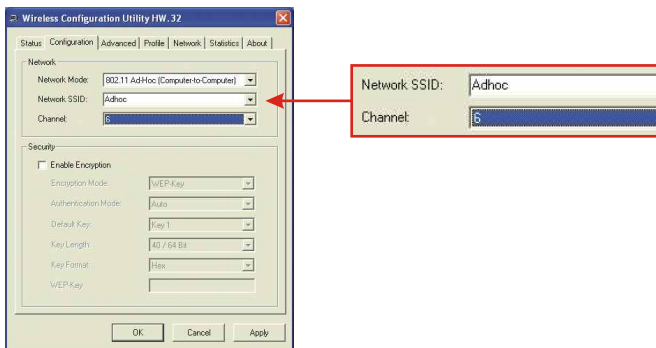 Wireless Configuration Utility HW.32
Status Configuration Advanced Profile Network Statistics About
Network
Network Mode: 802.11 Ad-Hoc (Computer-to-Computer)
Network SSID: Adhoc
Channel: 6
Security
Enable Encryption
Encryption Mode: WEP-Key
Authentication Mode: Auto
Default Key: Key 1
Key Length: 40 / 64 Bit
Key Format: Hex
WEP-Key
OK Cancel Apply
Network SSID: Adhoc
Channel: 6